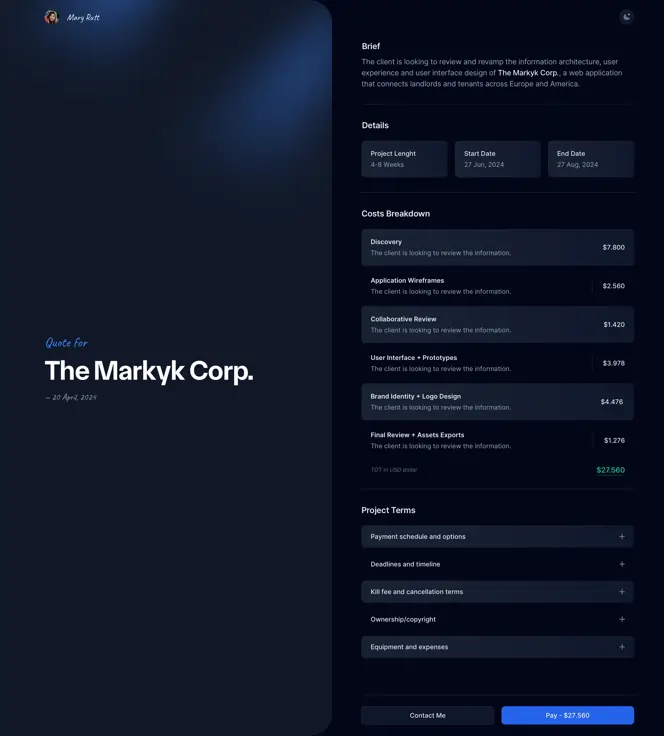 Mary Rutt
Quote for
The Markyk Corp.
— 20 April, 2024
Brief
The client is looking to review and revamp the information architecture, user
experience and user interface design of The Markyk Corp., a web application
that connects landlords and tenants across Europe and America.
Details
Project Lenght
4-8 Weeks
Start Date
27 Jun, 2024
End Date
27 Aug, 2024
Costs Breakdown
Discovery
The client is looking to review the information.
$7.800
Application Wireframes
The client is looking to review the information.
$2.560
Collaborative Review
The client is looking to review the information.
$1.420
User Interface + Prototypes
The client is looking to review the information.
$3.978
Brand Identity + Logo Design
The client is looking to review the information.
$4.476
Final Review + Assets Exports
The client is looking to review the information.
$1.276
TOT in USD dollar
$27.560
Project Terms
Payment schedule and options
Deadlines and timeline
Kill fee and cancellation terms
Ownership/copyright
Equipment and expenses
Contact Me
Pay - $27.560